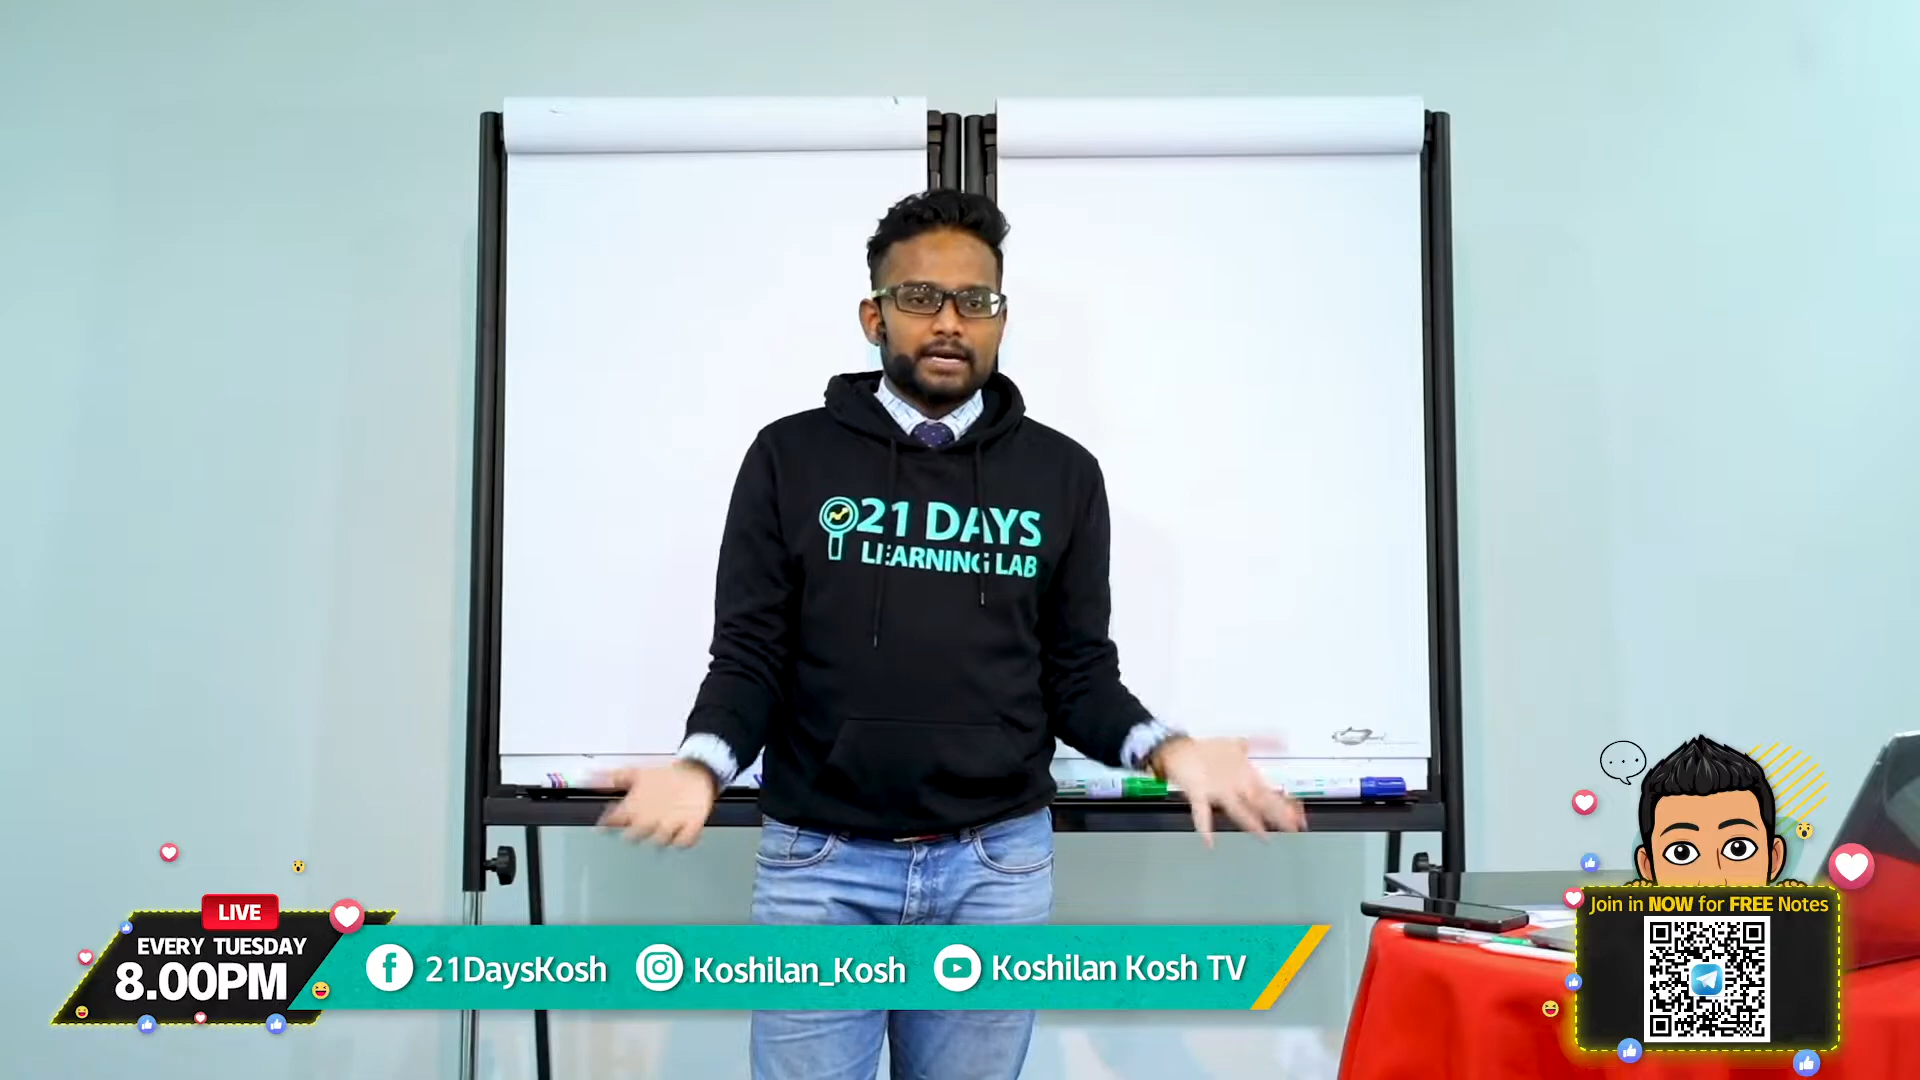 21 DAYS
LEARNING LAB
LIVE
EVERY TUESDAY
8.00PM
21DaysKosh
Koshilan_Kosh
Koshilan Kosh TV
Join in NOW for FREE Notes